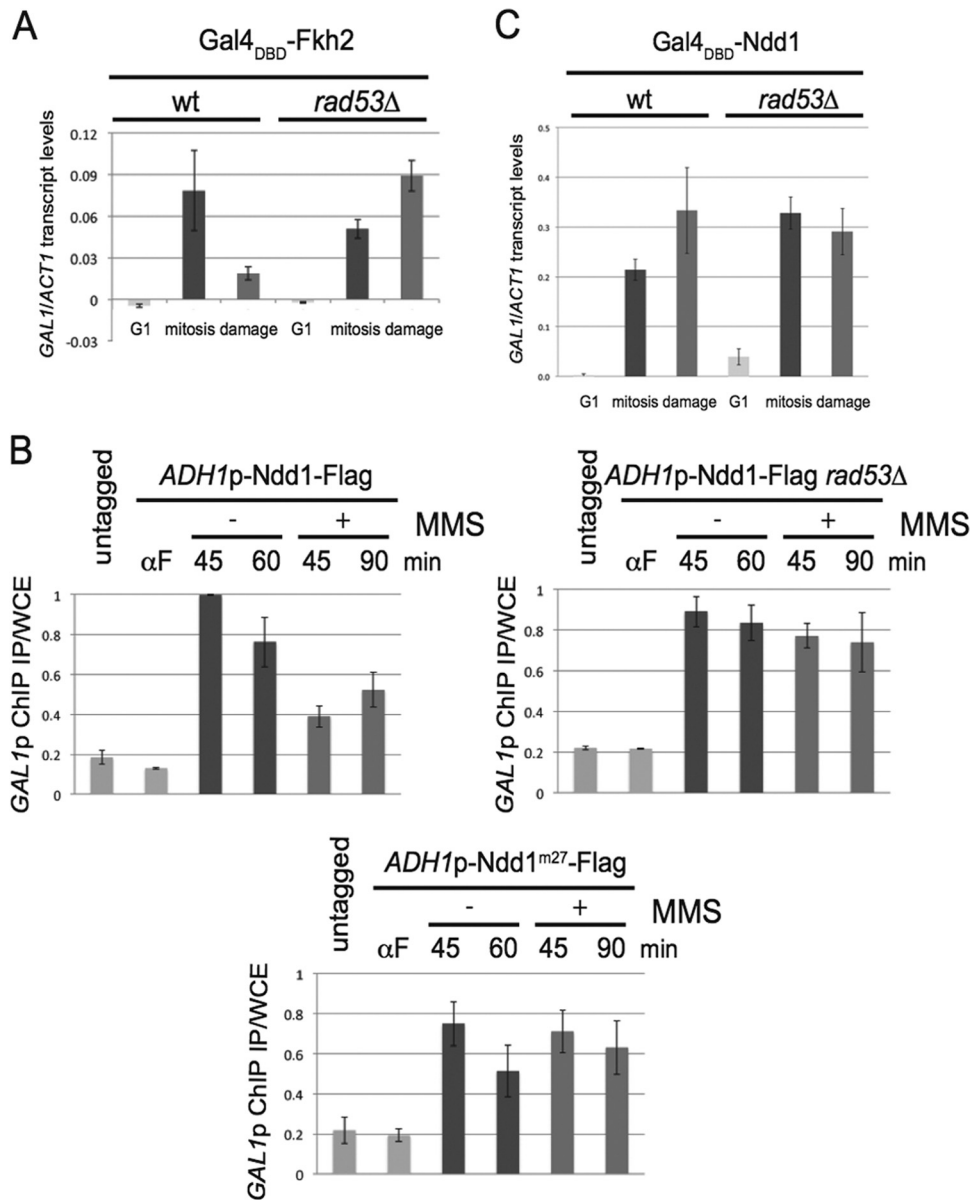 A
Gal4DBD-Fkh2
wt rad53Δ
GAL1/ACT1 transcript levels
0.12
0.09
0.06
0.03
0
-0.03
G1 mitosis damage G1 mitosis damage
C
Gal4DBD-Ndd1
wt rad53Δ
GAL1/ACT1 transcript levels
0.5
0.4
0.3
0.2
0.1
0.0
G1 mitosis damage G1 mitosis damage
B
untagged
ADH1p-Ndd1-Flag
- + MMS
αF 45 60 45 90 min
GAL1p ChIP IP/WCE
1
0.8
0.6
0.4
0.2
0
untagged
ADH1p-Ndd1-Flag rad53Δ
- + MMS
αF 45 60 45 90 min
GAL1p ChIP IP/WCE
1
0.8
0.6
0.4
0.2
0
untagged
ADH1p-Ndd1m27-Flag
- + MMS
αF 45 60 45 90 min
GAL1p ChIP IP/WCE
1
0.8
0.6
0.4
0.2
0